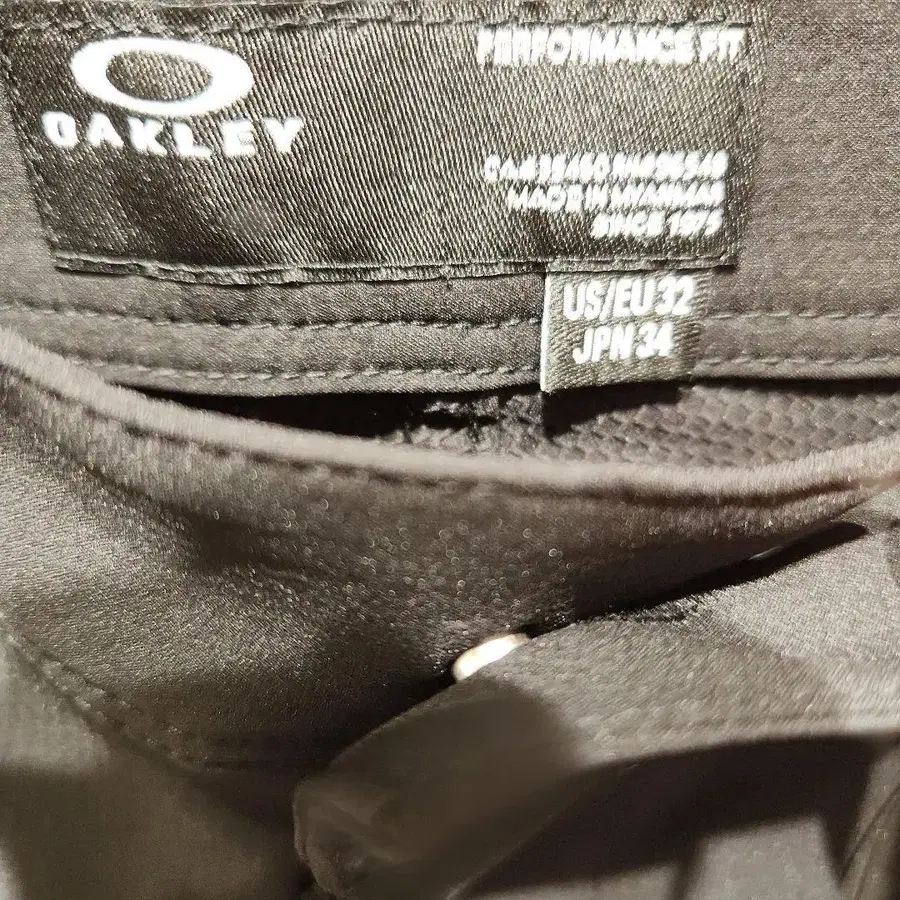 OAKLEY
PERFORMANCE FIT
MADE IN MYANMAR
SINCE 1975
US/EU 32
JPN 34